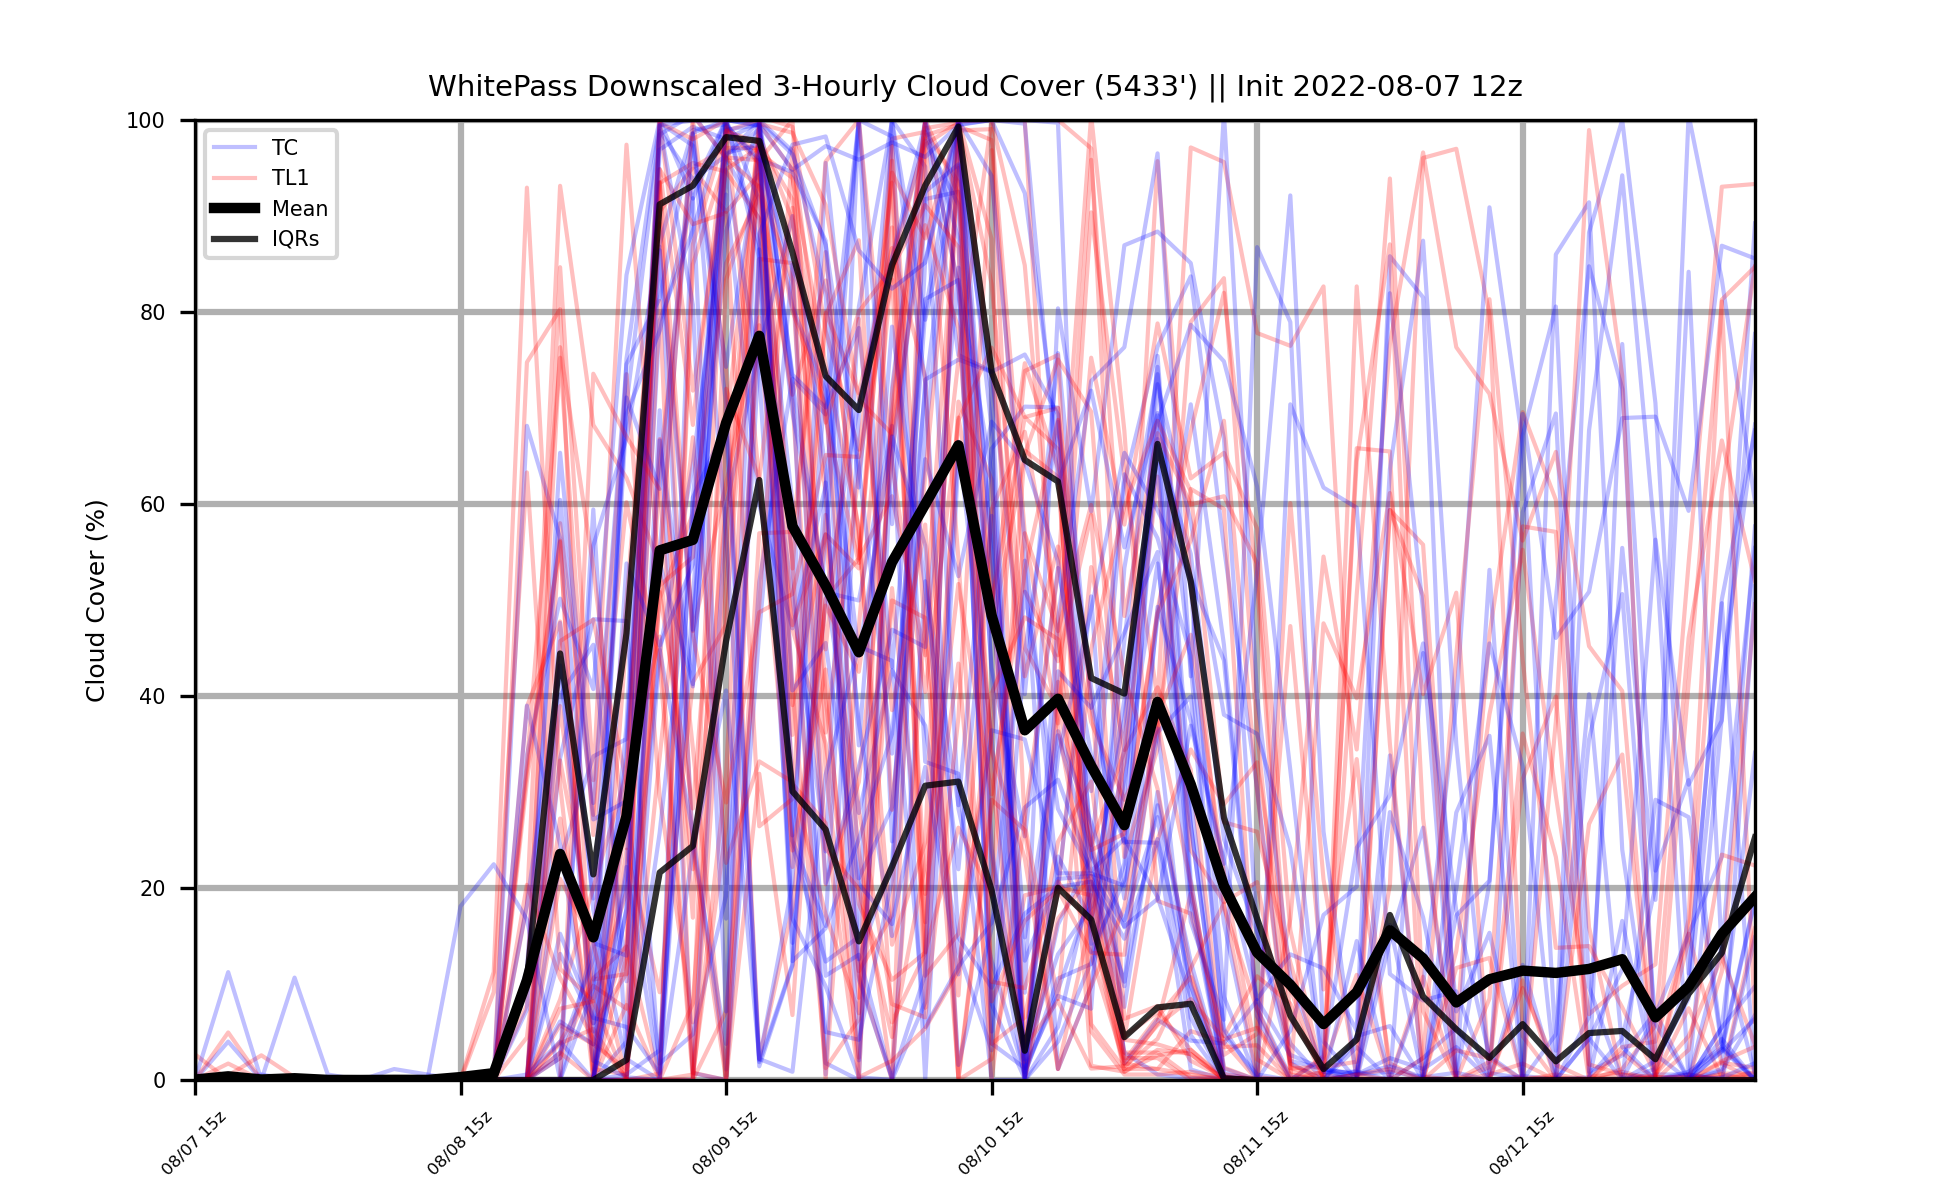 WhitePass Downscaled 3-Hourly Cloud Cover (5433') || Init 2022-08-07 12z
TC
TL1
Mean
IQRs
Cloud Cover (%)
100
80
60
40
20
0
08/07 15z
08/08 15z
08/09 15z
08/10 15z
08/11 15z
08/12 15z